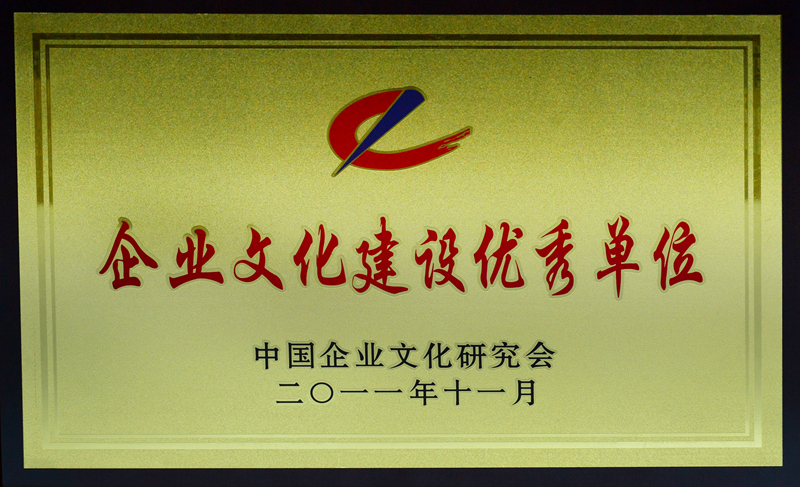 企业文化建设优秀单位
中国企业文化研究会
二〇一一年十一月